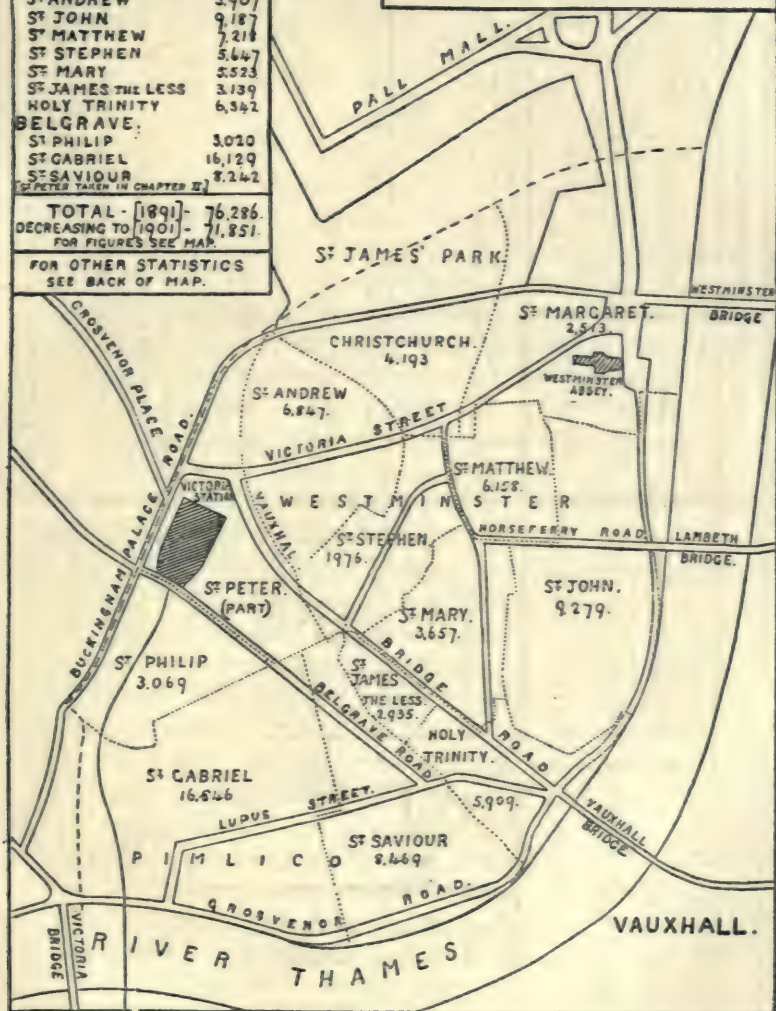 ST ANDREW 5,907
ST JOHN 9,187
ST MATTHEW 7,211
ST STEPHEN 5,647
ST MARY 5,523
ST JAMES THE LESS 3,139
HOLY TRINITY 6,342
BELGRAVE.
ST PHILIP 3,020
ST GABRIEL 16,129
ST SAVIOUR 8,242
[ST PETER TAKEN IN CHAPTER II]
TOTAL - [1891] - 76,286.
DECREASING TO [1901] - 71,851.
FOR FIGURES SEE MAP.
FOR OTHER STATISTICS
SEE BACK OF MAP.
PALL MALL.
ST JAMES' PARK
GROSVENOR PLACE
WESTMINSTER
BRIDGE
ST MARGARET.
2,513
CHRISTCHURCH.
4,193
WESTMINSTER
ABBEY.
ST ANDREW
6,847.
VICTORIA STREET
BUCKINGHAM PALACE ROAD.
VICTORIA
STATION
ST MATTHEW.
6,158.
WESTMINSTER
VAUXHALL BRIDGE ROAD
HORSEFERRY ROAD
LAMBETH
BRIDGE.
ST STEPHEN
1976.
ST PETER.
(PART)
ST JOHN.
9,279.
ST MARY.
3,657.
ST PHILIP
3,069
ST JAMES
THE LESS
2,935.
BELGRAVE ROAD
HOLY
TRINITY.
5,909.
ST GABRIEL
16,646
LUPUS STREET.
VAUXHALL
BRIDGE
ST SAVIOUR
8,469
PIMLICO
GROSVENOR ROAD.
VICTORIA
BRIDGE
VAUXHALL.
RIVER THAMES